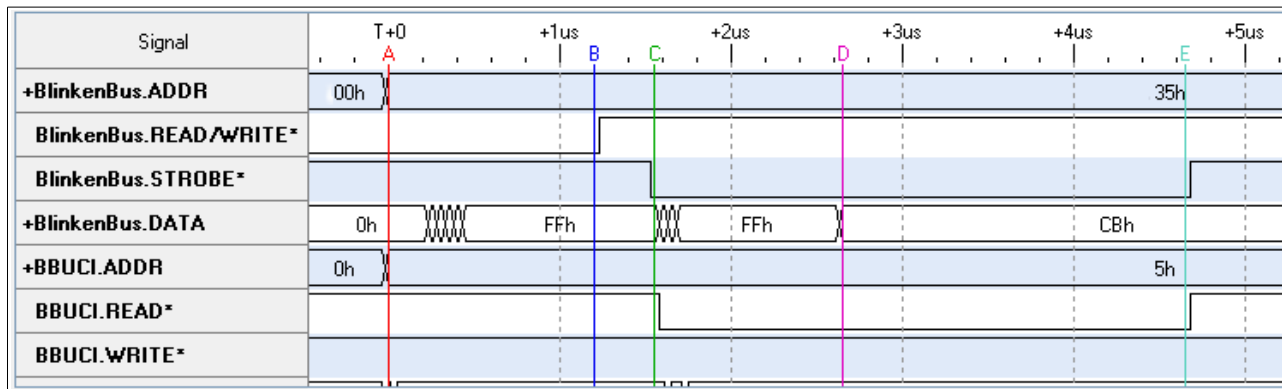 Signal T+0 +1us +2us +3us +4us +5us
A B C D E
+BlinkenBus.ADDR 00h 35h
BlinkenBus.READ/WRITE*
BlinkenBus.STROBE*
+BlinkenBus.DATA 0h FFh FFh CBh
+BBUCI.ADDR 0h 5h
BBUCI.READ*
BBUCI.WRITE*